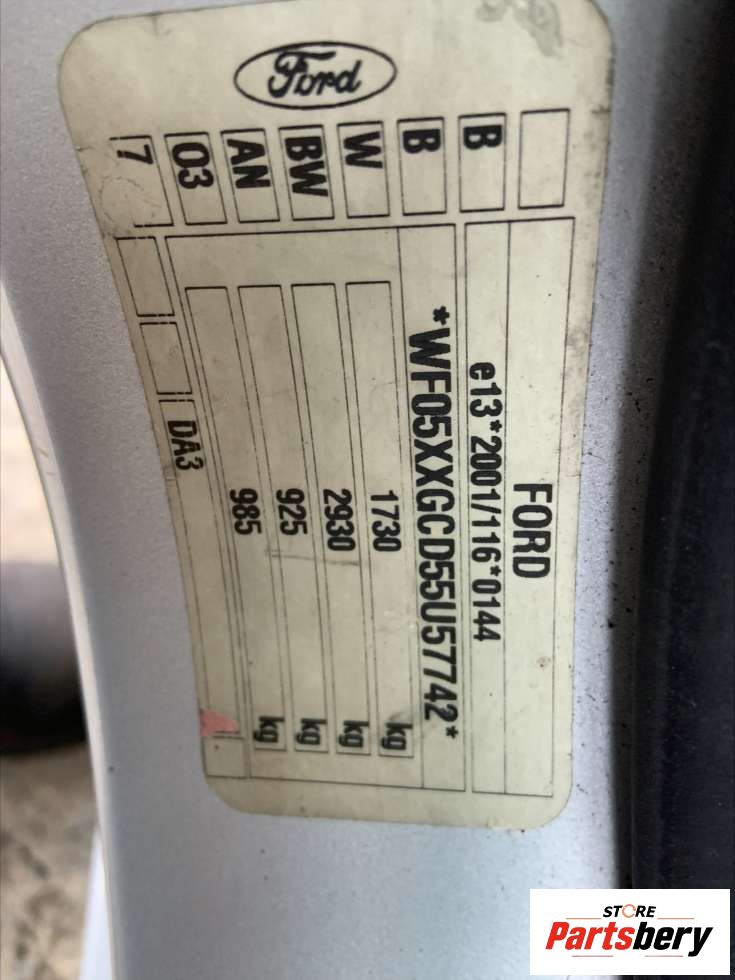 Ford
FORD
e13*2001/116*0144
*WF05XXGCD55U57742*
1730 kg
2930 kg
925 kg
985 kg
DA3
B
B
W
BW
AN
03
7
STORE
Partsbery